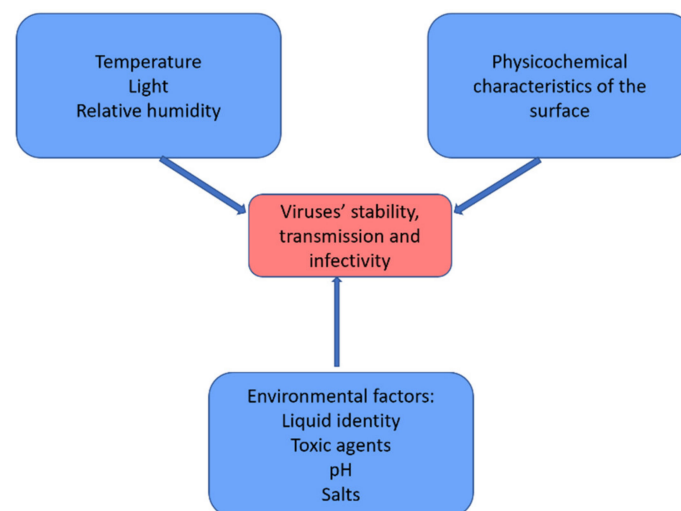 Temperature
Light
Relative humidity
Physicochemical
characteristics of the
surface
Viruses’ stability,
transmission and
infectivity
Environmental factors:
Liquid identity
Toxic agents
pH
Salts